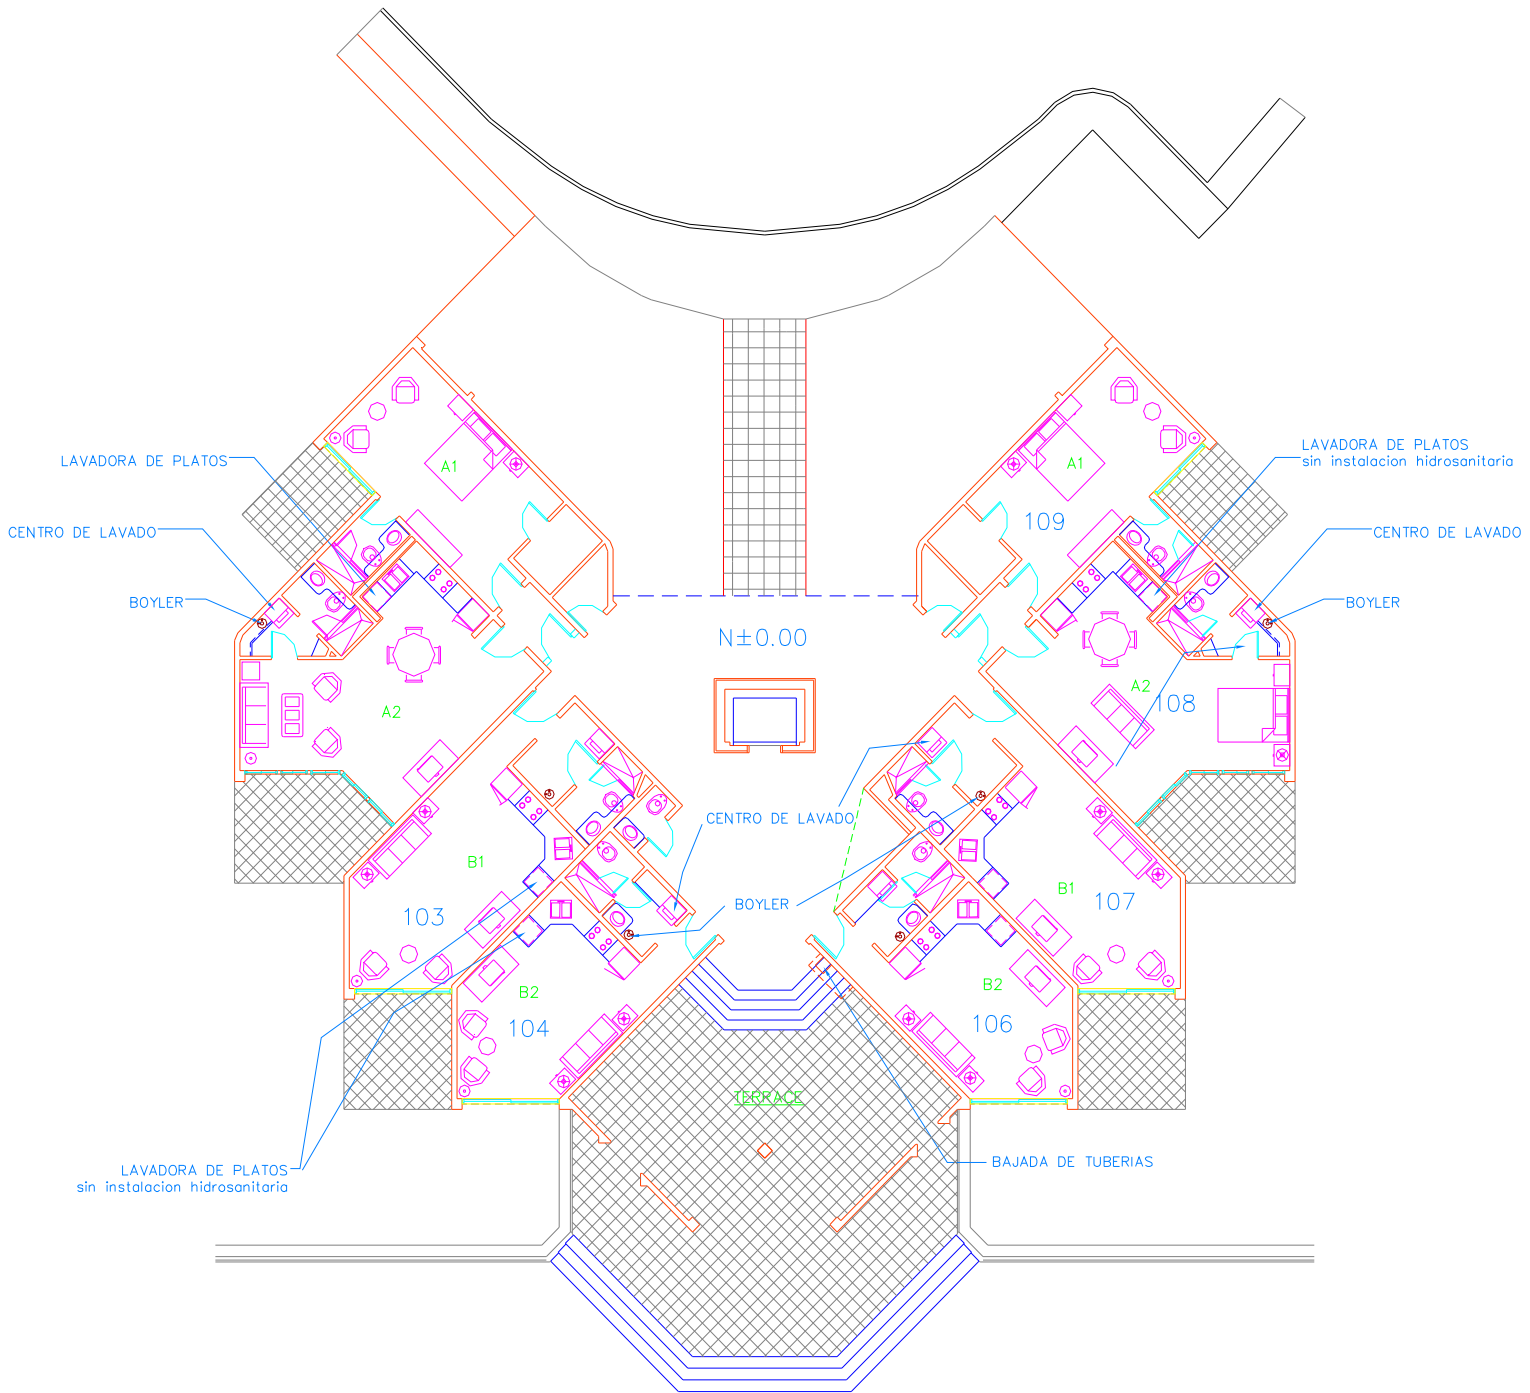 A1
LAVADORA DE PLATOS
CENTRO DE LAVADO
BOYLER
A2
A1
109
LAVADORA DE PLATOS
sin instalacion hidrosanitaria
CENTRO DE LAVADO
BOYLER
A2
108
N±0.00
CENTRO DE LAVADO
BOYLER
B1
103
B2
104
B1
107
B2
106
TERRACE
LAVADORA DE PLATOS
sin instalacion hidrosanitaria
BAJADA DE TUBERIAS